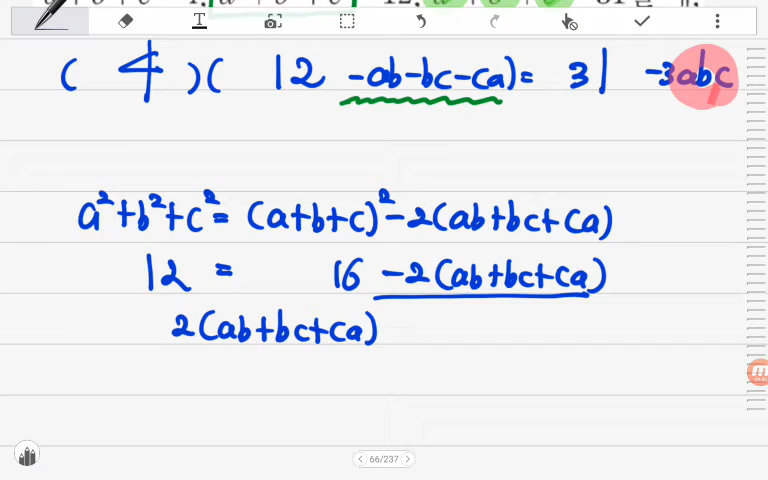 ( 4 )( 12 -ab-bc-ca)= 31 -3abc
a²+b²+c²= (a+b+c)²-2(ab+bc+ca)
12 = 16 -2(ab+bc+ca)
2(ab+bc+ca)
66/237